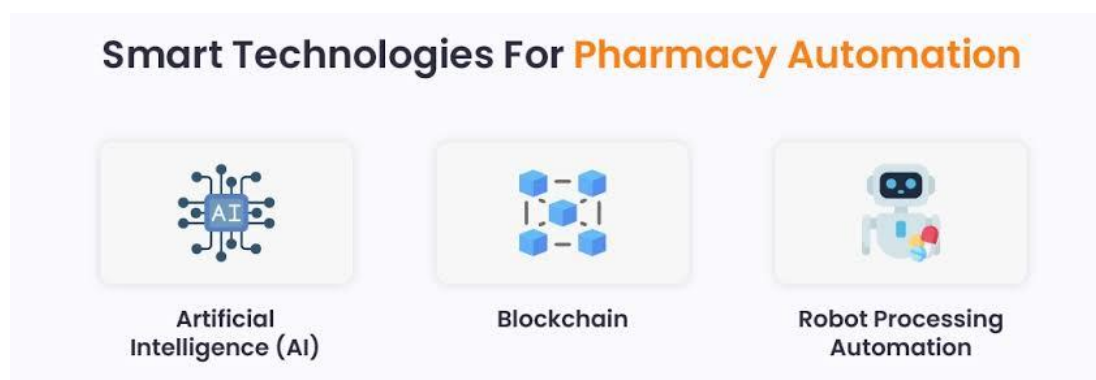 Smart Technologies For Pharmacy Automation
AI
Artificial
Intelligence (AI)
Blockchain
Robot Processing
Automation